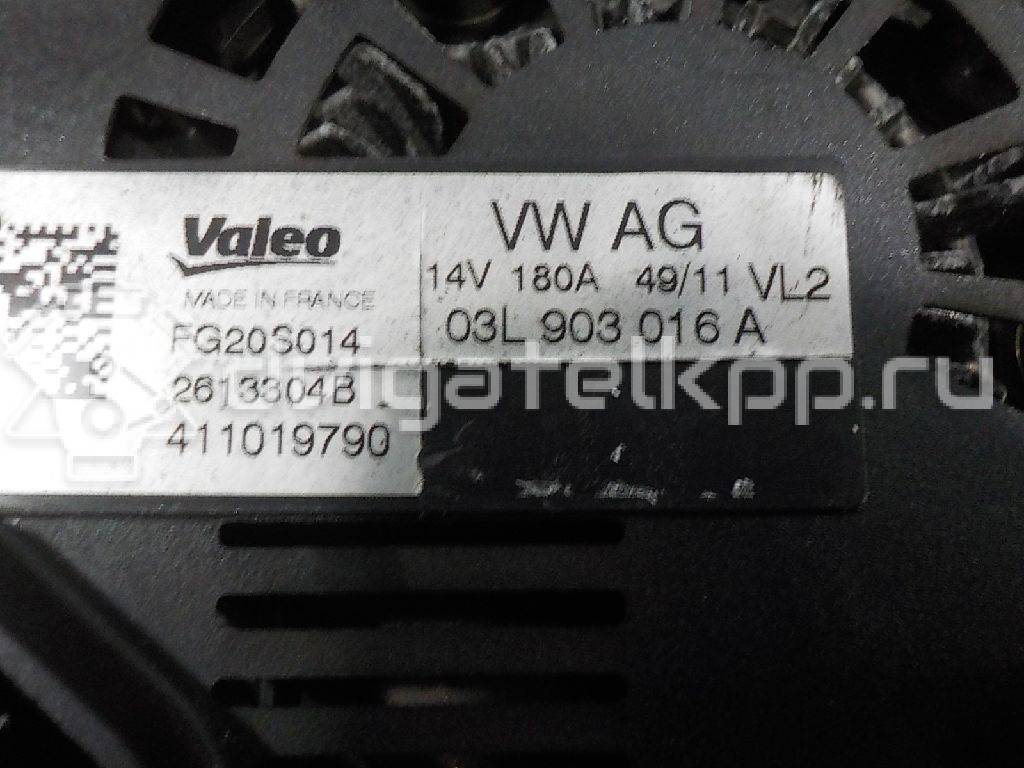 Valeo
MADE IN FRANCE
FG20S014
2613304B
411019790
VW AG
14V 180A 49/11 VL2
03L 903 016 A
dvigatelkpp.ru